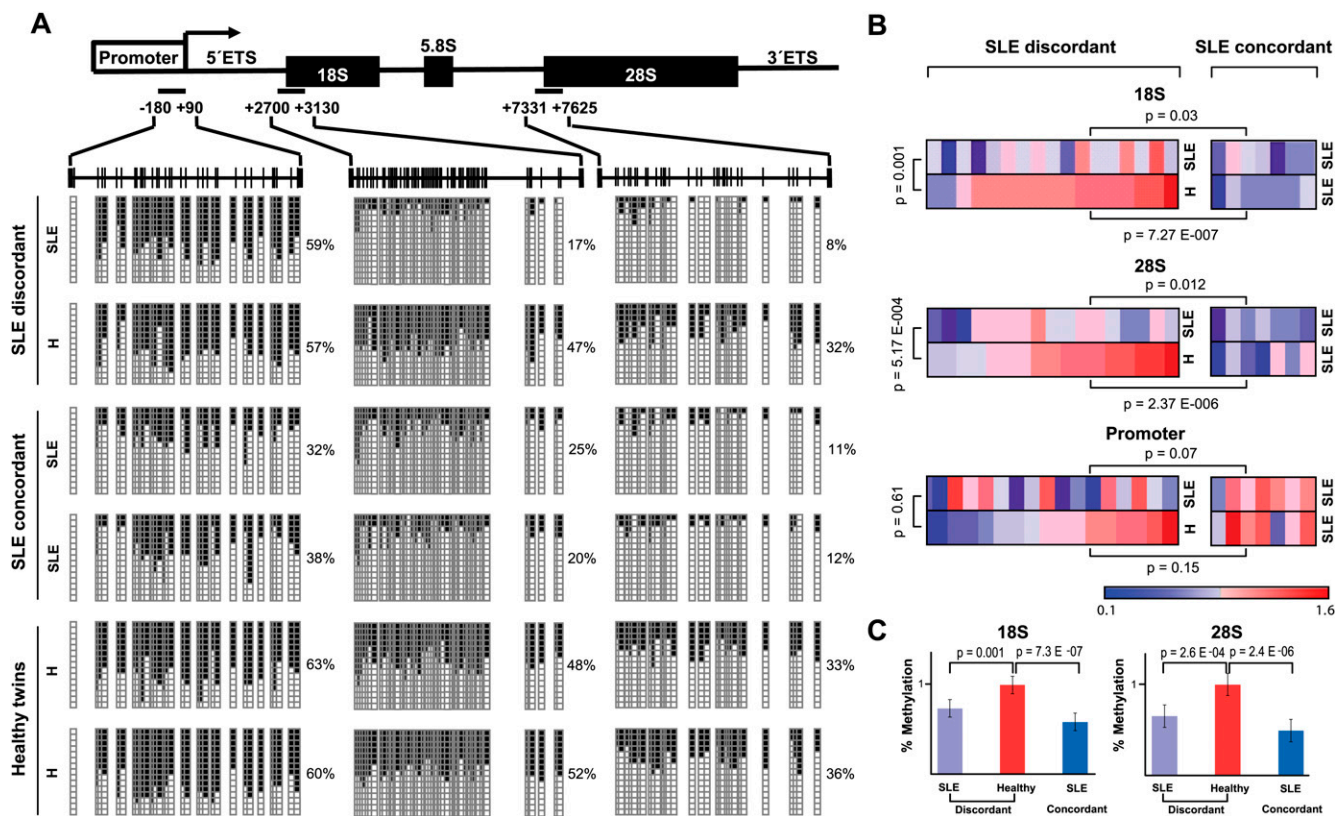 A
Promoter
5´ETS
18S
5.8S
28S
3´ETS
-180 +90
+2700 +3130
+7331 +7625
SLE discordant
SLE
59%
17%
8%
H
57%
47%
32%
SLE concordant
SLE
32%
25%
11%
SLE
38%
20%
12%
Healthy twins
H
63%
48%
33%
H
60%
52%
36%
B
SLE discordant
SLE concordant
18S
p = 0.03
p = 0.001
SLE
H
SLE
SLE
p = 7.27 E-007
28S
p = 0.012
p = 5.17 E-004
SLE
H
SLE
SLE
p = 2.37 E-006
Promoter
p = 0.07
p = 0.61
SLE
H
SLE
SLE
p = 0.15
0.1
1.6
C
18S
p = 0.001
p = 7.3 E -07
% Methylation
1
SLE
Healthy
SLE
Discordant
Concordant
28S
p = 2.6 E -04
p = 2.4 E -06
% Methylation
1
SLE
Healthy
SLE
Discordant
Concordant